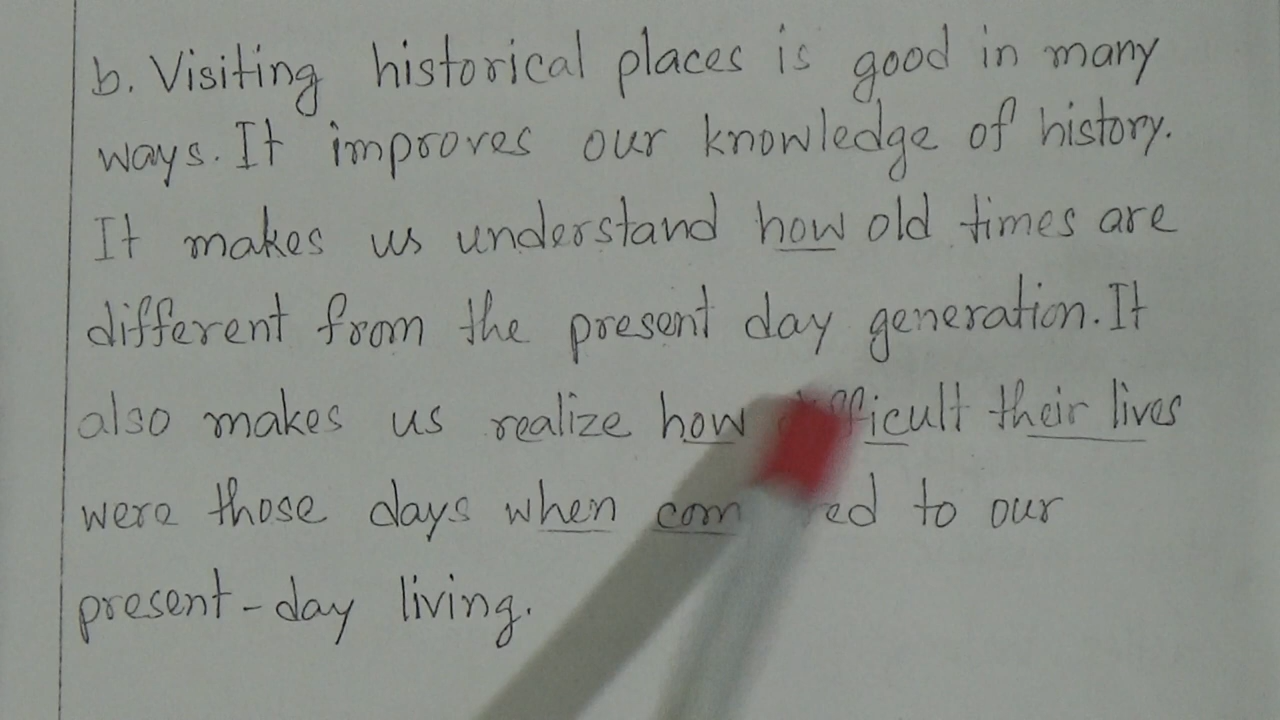 b. Visiting historical places is good in many
ways. It improves our knowledge of history.
It makes us understand how old times are
different from the present day generation. It
also makes us realize how difficult their lives
were those days when to our
present-day living.